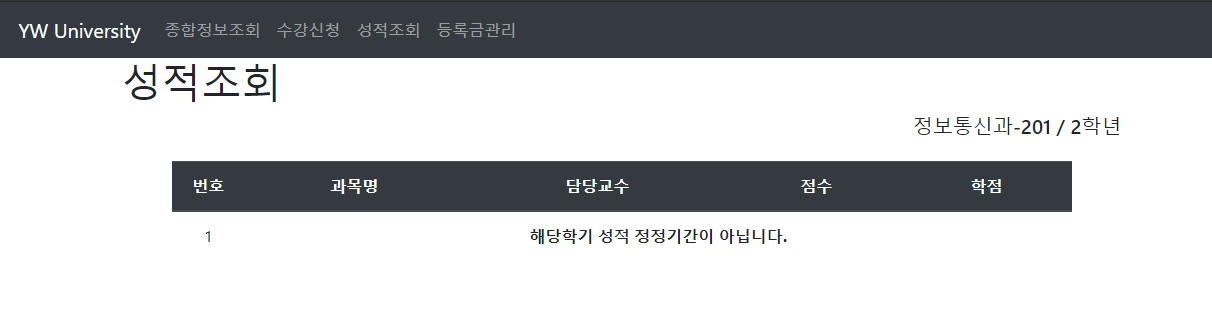 YW University 종합정보조회 수강신청 성적조회 등록금관리
성적조회
정보통신과-201 / 2학년
번호 과목명 담당교수 점수 학점
1 해당학기 성적 정정기간이 아닙니다.